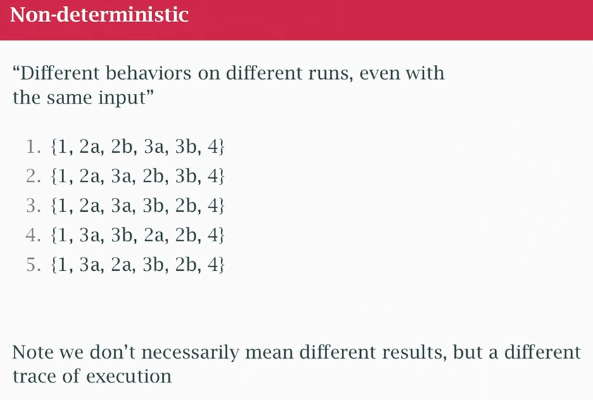 Non-deterministic
“Different behaviors on different runs, even with
the same input”
1. {1, 2a, 2b, 3a, 3b, 4}
2. {1, 2a, 3a, 2b, 3b, 4}
3. {1, 2a, 3a, 3b, 2b, 4}
4. {1, 3a, 3b, 2a, 2b, 4}
5. {1, 3a, 2a, 3b, 2b, 4}
Note we don’t necessarily mean different results, but a different
trace of execution